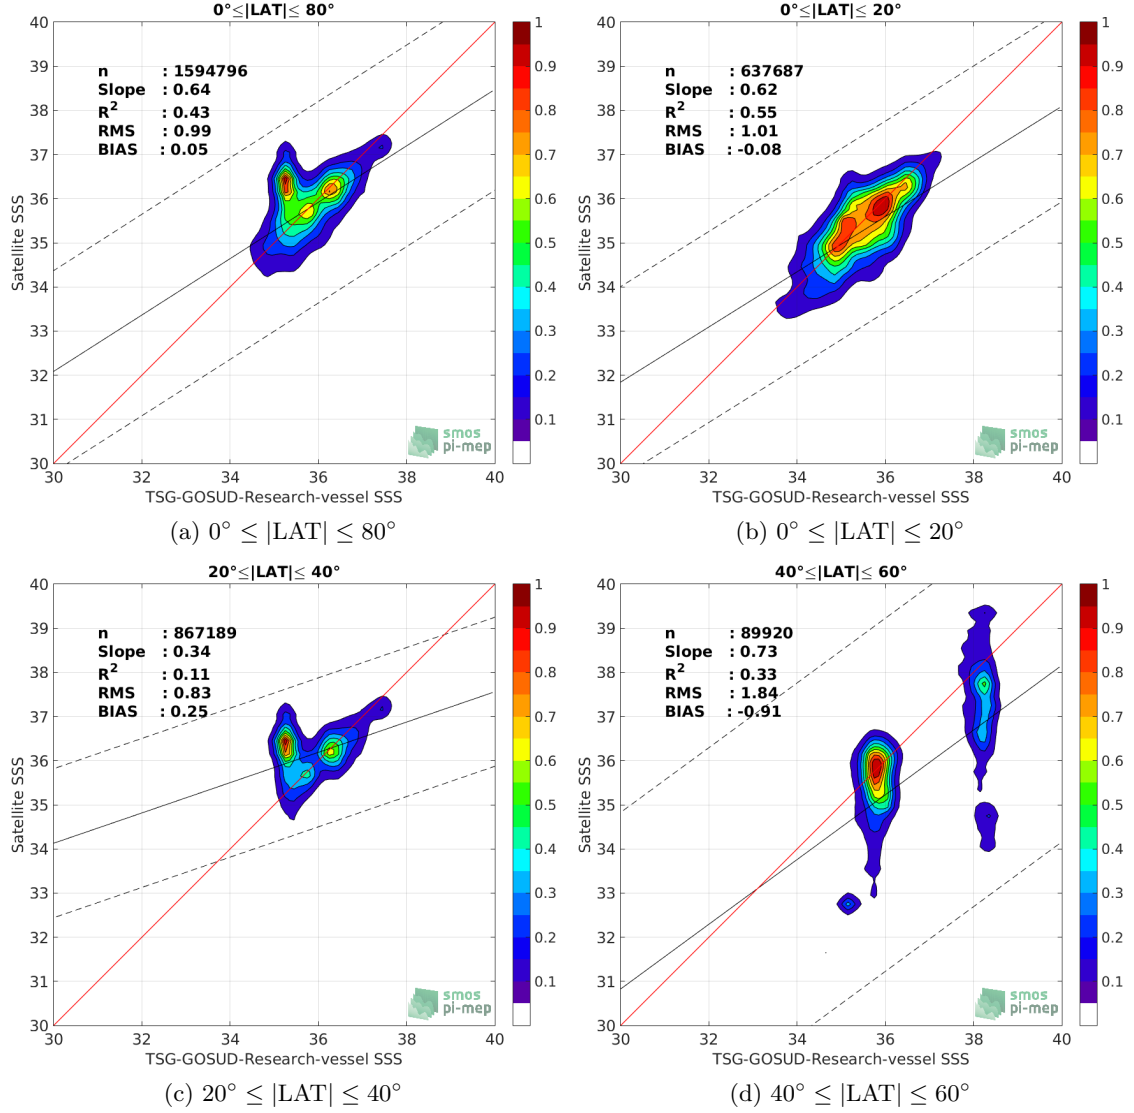 0°≤|LAT|≤ 80°
n : 1594796
Slope : 0.64
R² : 0.43
RMS : 0.99
BIAS : 0.05
40
39
38
37
36
35
34
33
32
31
30
Satellite SSS
30 32 34 36 38 40
TSG-GOSUD-Research-vessel SSS
1
0.9
0.8
0.7
0.6
0.5
0.4
0.3
0.2
0.1
smos
pi-mep
(a) 0° ≤ |LAT| ≤ 80°
0°≤|LAT|≤ 20°
n : 637687
Slope : 0.62
R² : 0.55
RMS : 1.01
BIAS : -0.08
40
39
38
37
36
35
34
33
32
31
30
Satellite SSS
30 32 34 36 38 40
TSG-GOSUD-Research-vessel SSS
1
0.9
0.8
0.7
0.6
0.5
0.4
0.3
0.2
0.1
smos
pi-mep
(b) 0° ≤ |LAT| ≤ 20°
20°≤|LAT|≤ 40°
n : 867189
Slope : 0.34
R² : 0.11
RMS : 0.83
BIAS : 0.25
40
39
38
37
36
35
34
33
32
31
30
Satellite SSS
30 32 34 36 38 40
TSG-GOSUD-Research-vessel SSS
1
0.9
0.8
0.7
0.6
0.5
0.4
0.3
0.2
0.1
smos
pi-mep
(c) 20° ≤ |LAT| ≤ 40°
40°≤|LAT|≤ 60°
n : 89920
Slope : 0.73
R² : 0.33
RMS : 1.84
BIAS : -0.91
40
39
38
37
36
35
34
33
32
31
30
Satellite SSS
30 32 34 36 38 40
TSG-GOSUD-Research-vessel SSS
1
0.9
0.8
0.7
0.6
0.5
0.4
0.3
0.2
0.1
smos
pi-mep
(d) 40° ≤ |LAT| ≤ 60°